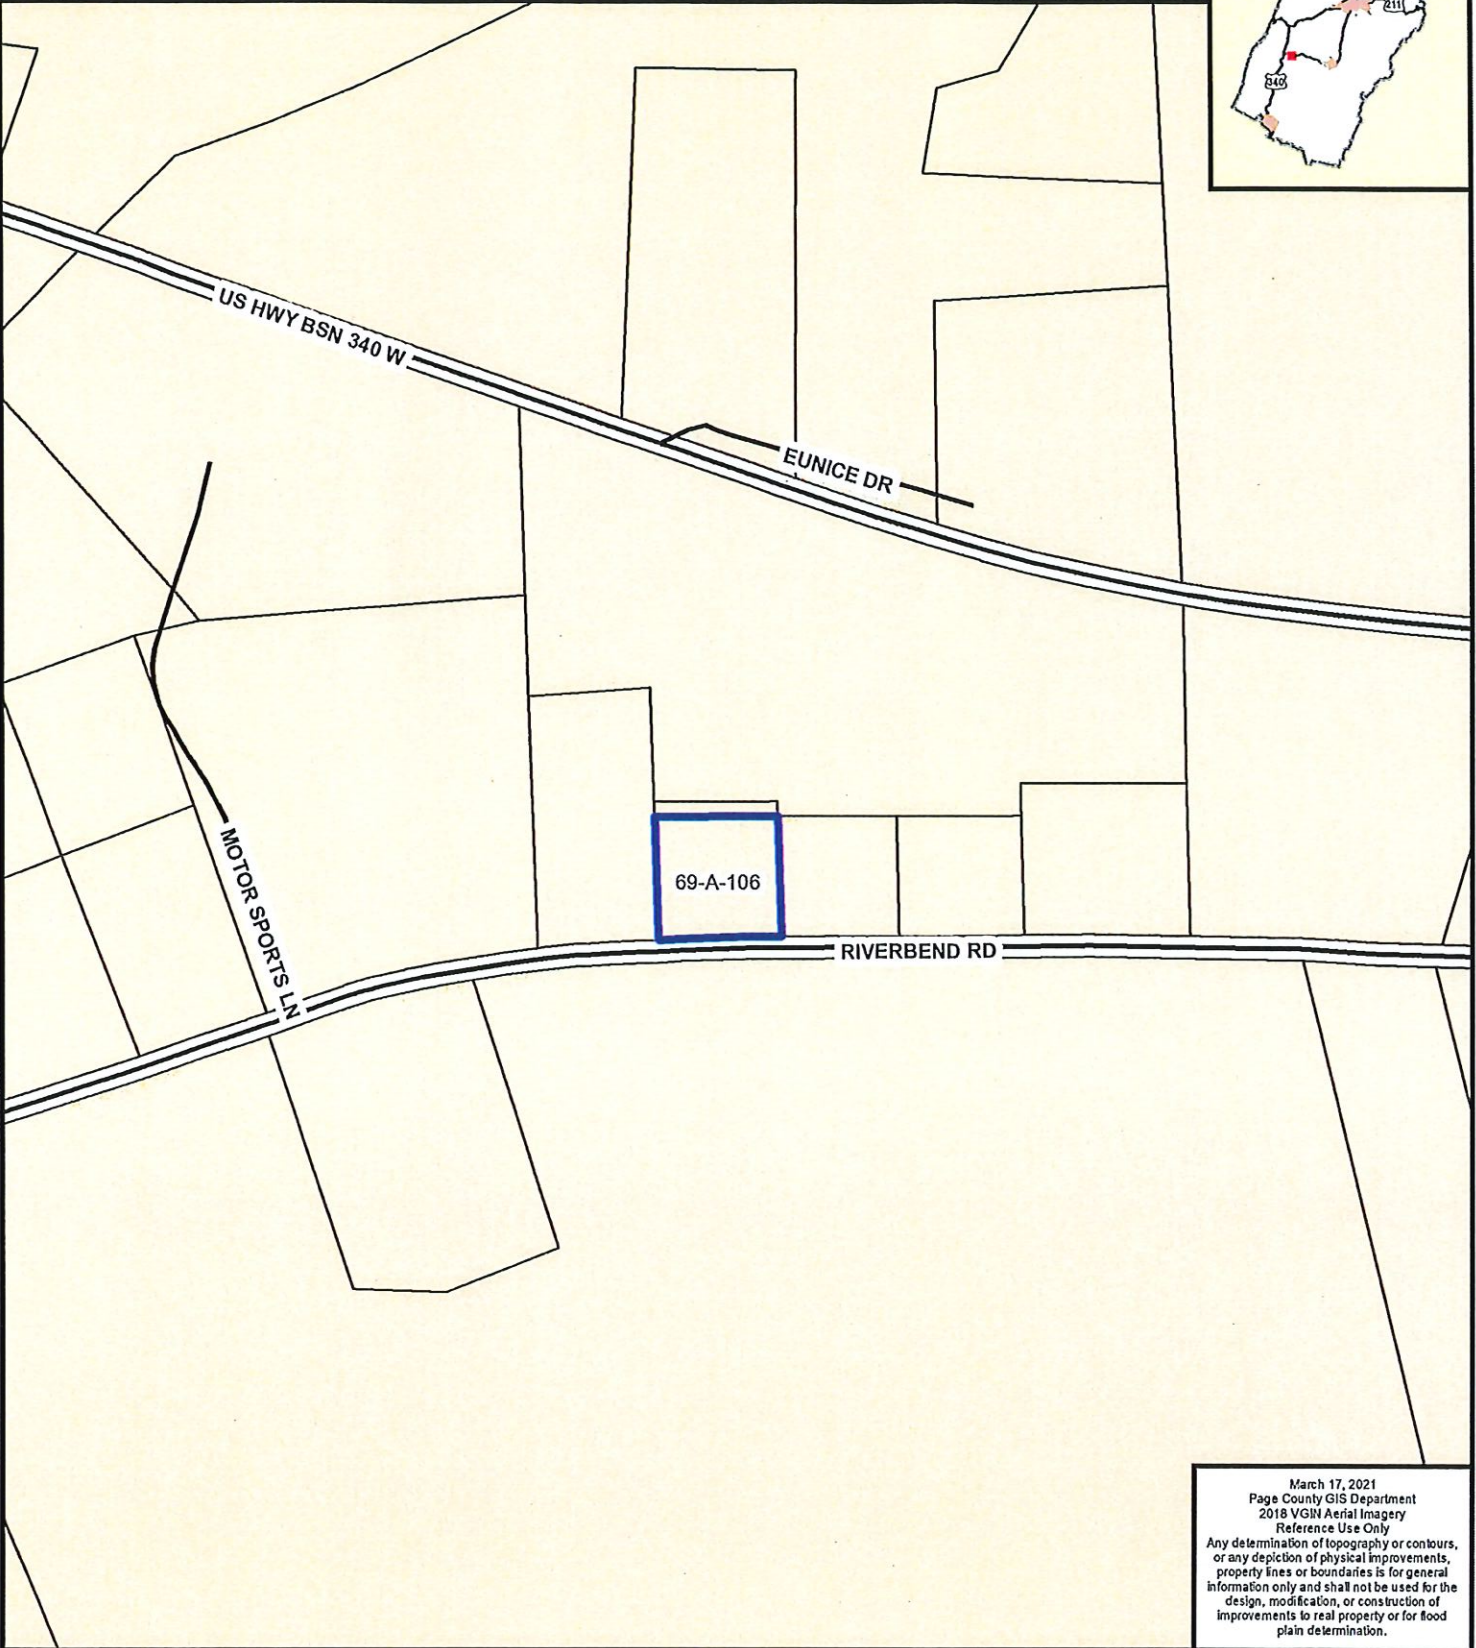 211
340
US HWY BSN 340 W
EUNICE DR
MOTOR SPORTS LN
69-A-106
RIVERBEND RD
March 17, 2021
Page County GIS Department
2018 VGIN Aerial Imagery
Reference Use Only
Any determination of topography or contours,
or any depiction of physical improvements,
property lines or boundaries is for general
information only and shall not be used for the
design, modification, or construction of
improvements to real property or for flood
plain determination.